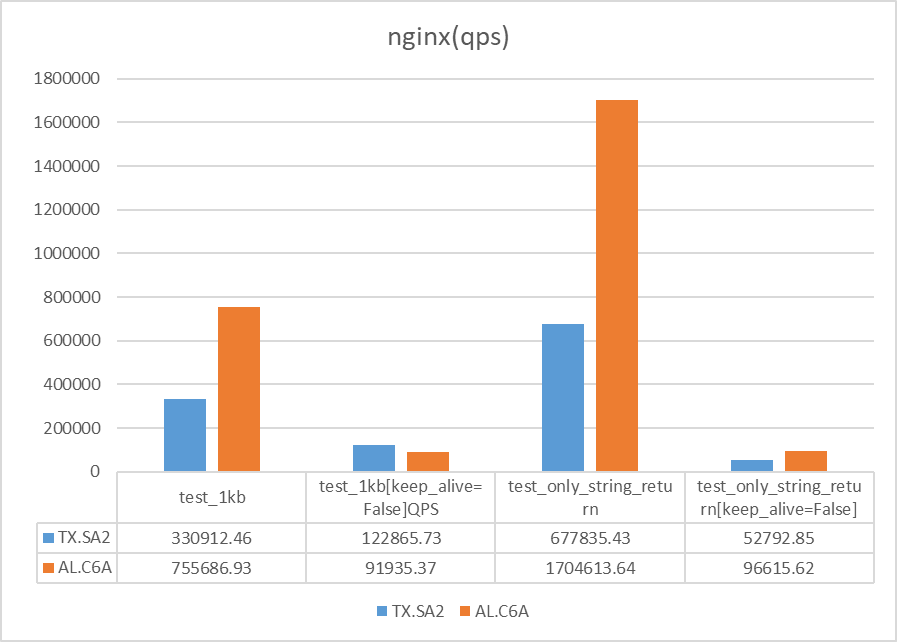 nginx(qps)
1800000
1600000
1400000
1200000
1000000
800000
600000
400000
200000
0
test_1kb
test_1kb[keep_alive=
False]QPS
test_only_string_retu
rn
test_only_string_retu
rn[keep_alive=False]
TX.SA2 330912.46 122865.73 677835.43 52792.85
AL.C6A 755686.93 91935.37 1704613.64 96615.62
TX.SA2 AL.C6A